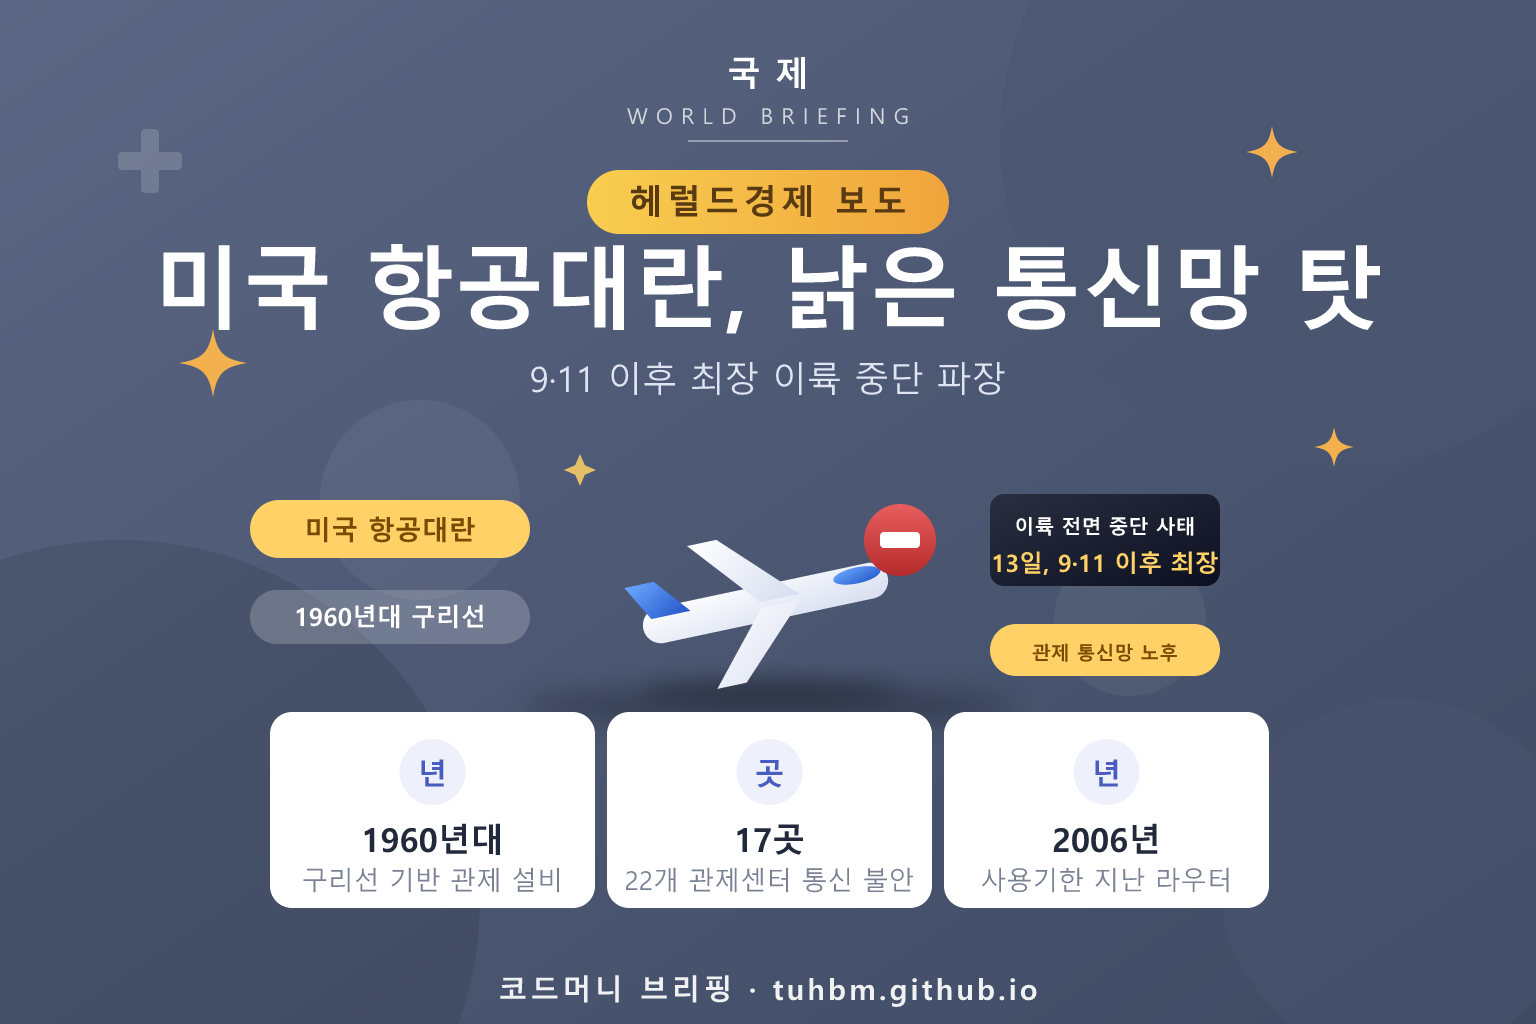 국제
WORLD BRIEFING
헤럴드경제 보도
미국 항공대란, 낡은 통신망 탓
9·11 이후 최장 이륙 중단 파장
미국 항공대란
1960년대 구리선
이륙 전면 중단 사태
13일, 9·11 이후 최장
관제 통신망 노후
년
1960년대
구리선 기반 관제 설비
곳
17곳
22개 관제센터 통신 불안
년
2006년
사용기한 지난 라우터
코드머니 브리핑 · tuhbm.github.io